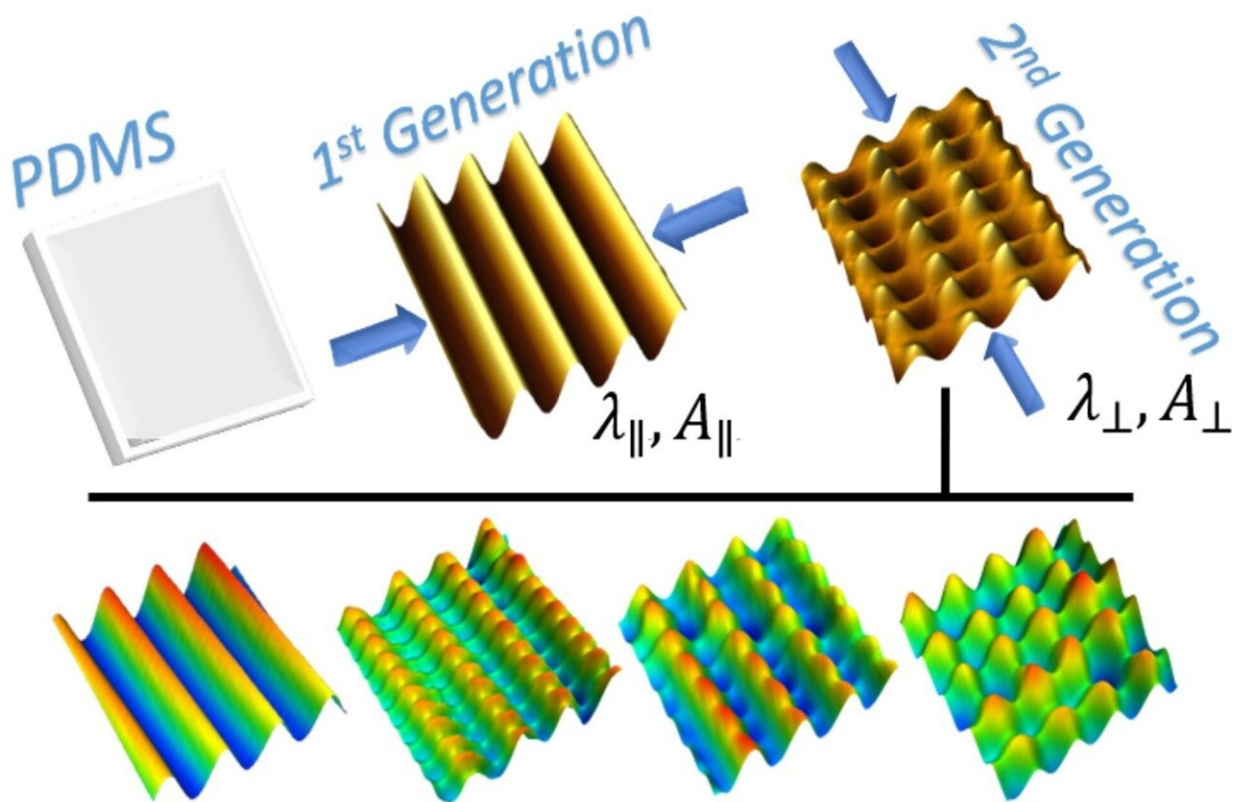 PDMS
1st Generation
2nd Generation
λ∥, A∥
λ⊥, A⊥